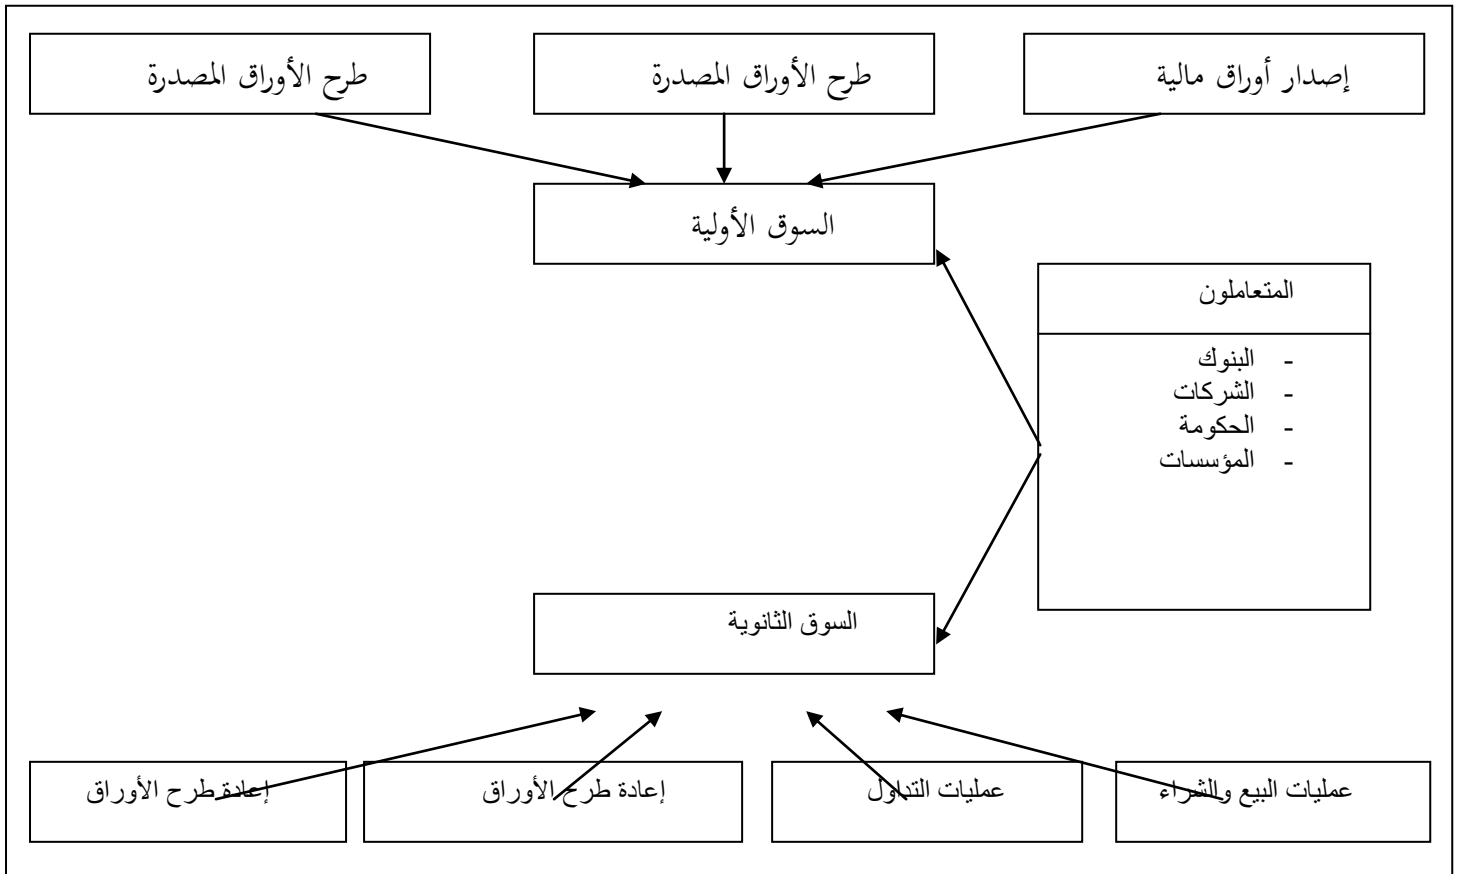 إصدار أوراق مالية
طرح الأوراق المصدرة
طرح الأوراق المصدرة
السوق الأولية
المتعاملون
- البنوك
- الشركات
- الحكومة
- المؤسسات
السوق الثانوية
عمليات البيع والشراء
عمليات التداول
إعادة طرح الأوراق
إعادة طرح الأوراق